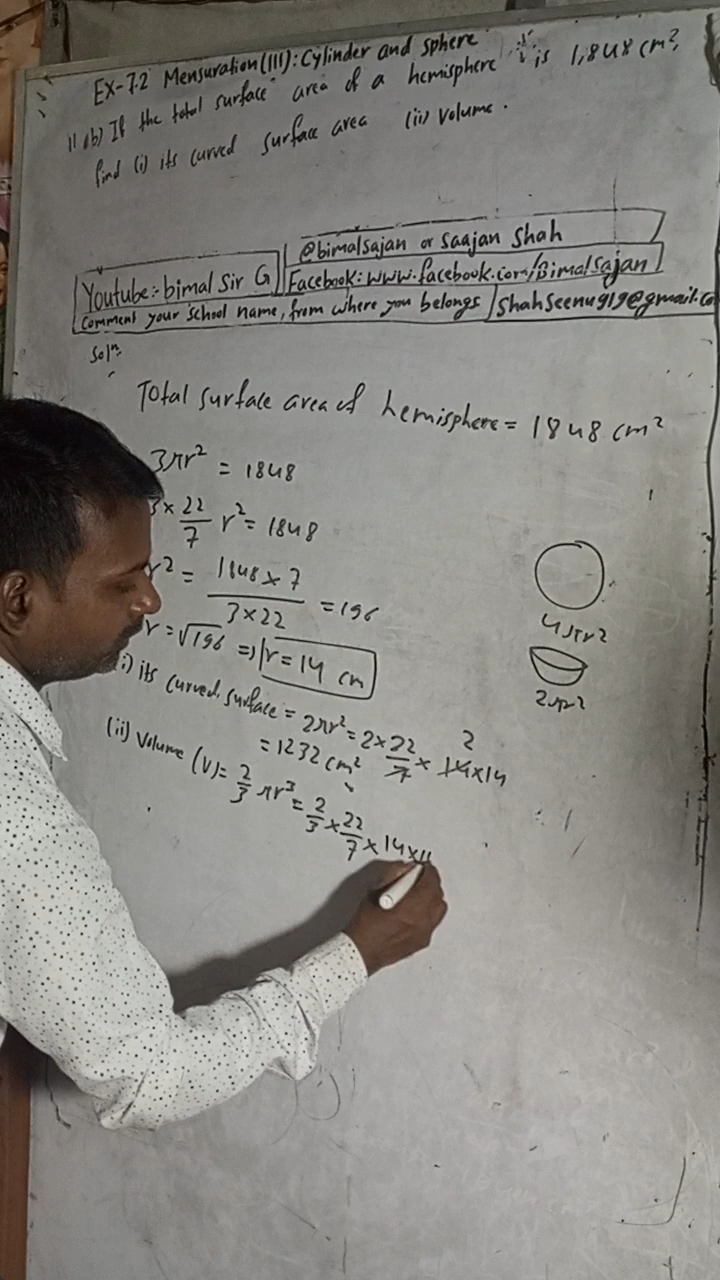 Ex-7.2 Mensuration(III): Cylinder and sphere
11.(b) If the total surface area of a hemisphere is 1,848 cm².
find (i) its curved surface area (ii) volume.
@bimalsajan or Saajan Shah
Youtube:- bimal Sir G
Facebook: www.facebook.com/Bimalsajan
Comment your School name, from where you belongs
Shahseenu919@gmail.co
Solⁿ.
Total surface area of hemisphere = 1848 cm²
3πr² = 1848
3 × 22/7 r² = 1848
r² = 1848 × 7 / 3 × 22 = 196
r = √196 ⇒ r = 14 cm
(i) its curved surface = 2πr² = 2 × 22/7 × 14 × 14
2
= 1232 cm²
(ii) Volume (V) = 2/3 πr³ = 2/3 × 22/7 × 14 ×
4πr²
2πr²